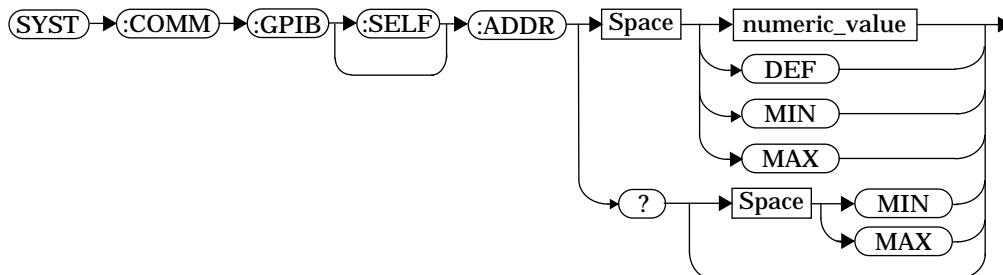 SYST :COMM :GPIB :SELF :ADDR Space numeric_value
DEF
MIN
MAX
? Space MIN
MAX